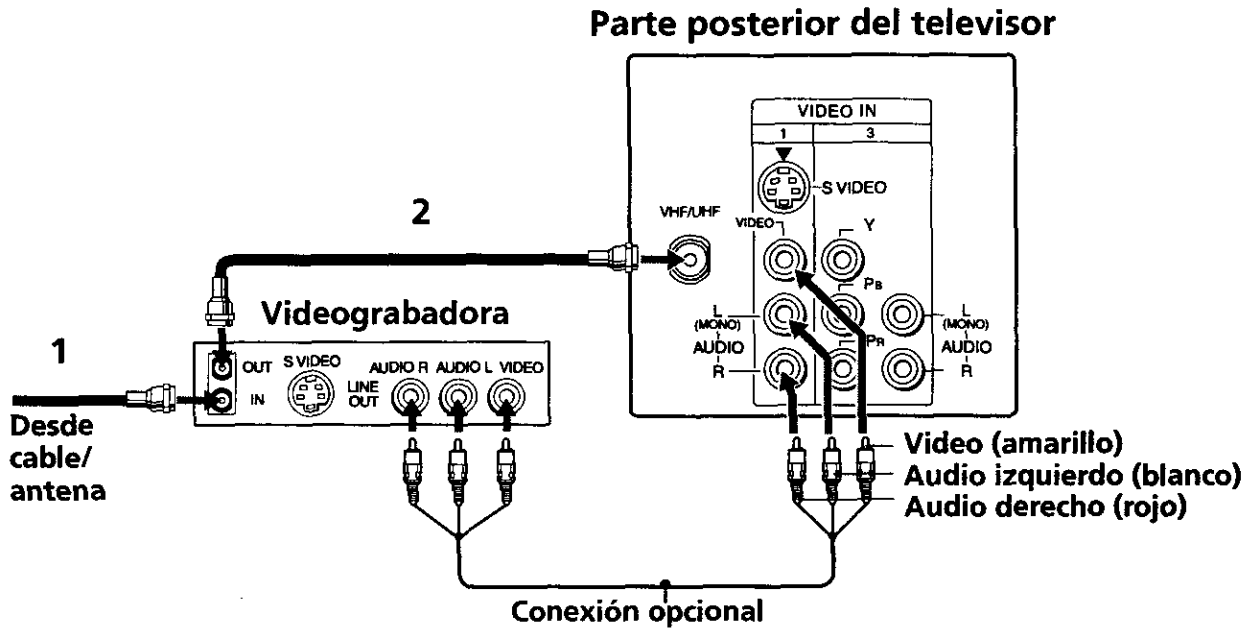 Parte posterior del televisor
VIDEO IN
1
3
S VIDEO
VHF/UHF
VIDEO
Y
PB
L
(MONO)
AUDIO
R
PR
L
(MONO)
AUDIO
R
2
Videograbadora
1
OUT
IN
S VIDEO
LINE
OUT
AUDIO R
AUDIO L
VIDEO
Desde
cable/
antena
Video (amarillo)
Audio izquierdo (blanco)
Audio derecho (rojo)
Conexión opcional